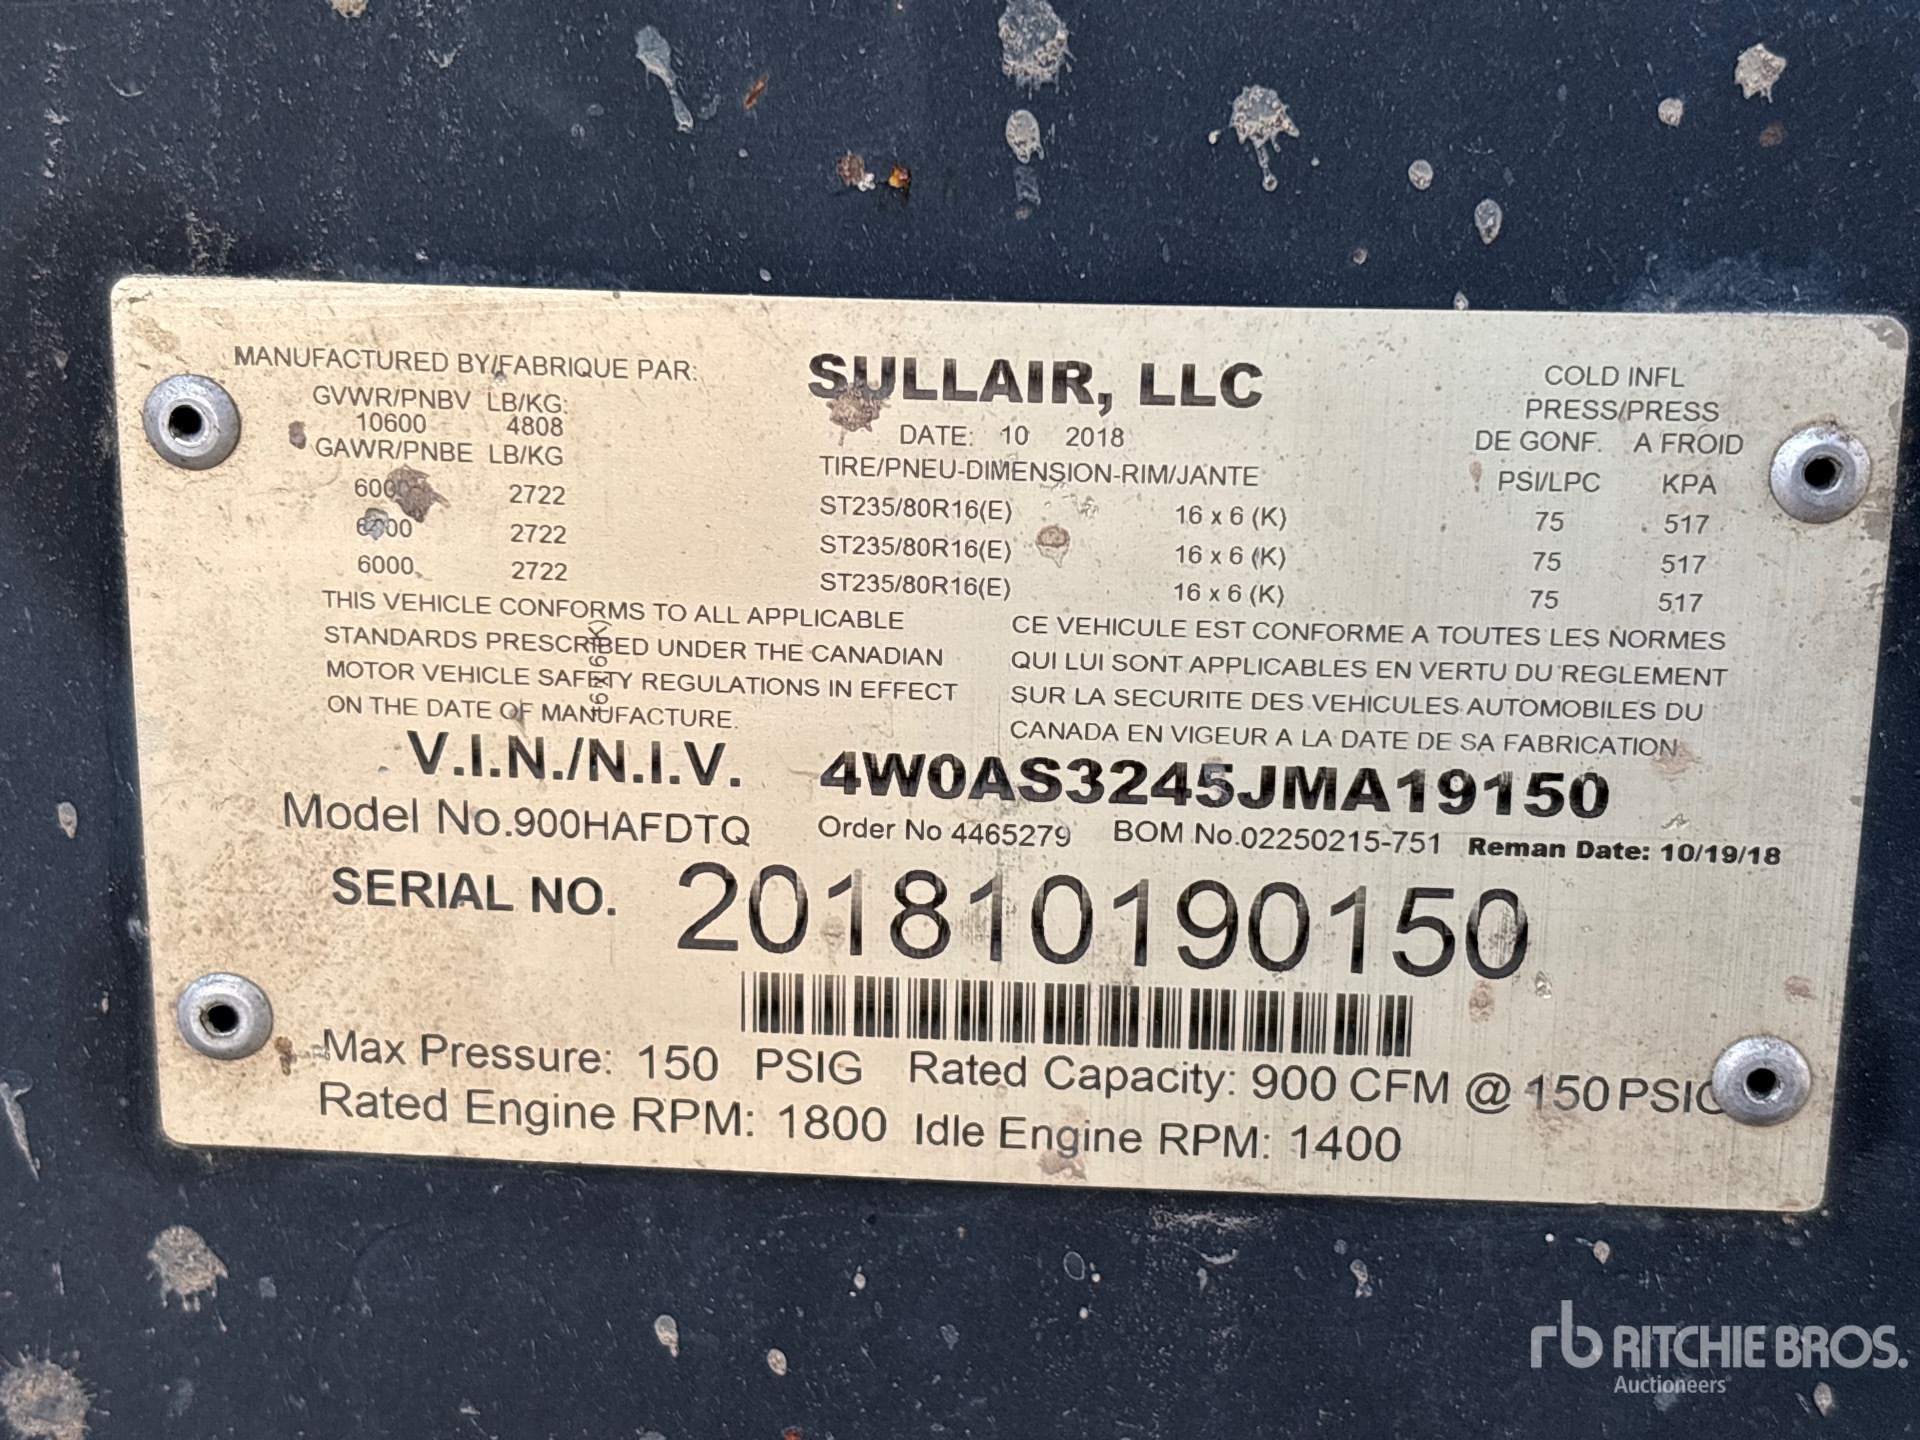 MANUFACTURED BY/FABRIQUE PAR: SULLAIR, LLC
GVWR/PNBV LB/KG:
10600 4808
DATE: 10 2018
GAWR/PNBE LB/KG
TIRE/PNEU-DIMENSION-RIM/JANTE
COLD INFL
PRESS/PRESS
DE GONF. A FROID
PSI/LPC KPA
6000 2722 ST235/80R16(E) 16 x 6 (K) 75 517
6000 2722 ST235/80R16(E) 16 x 6 (K) 75 517
6000 2722 ST235/80R16(E) 16 x 6 (K) 75 517
THIS VEHICLE CONFORMS TO ALL APPLICABLE
STANDARDS PRESCRIBED UNDER THE CANADIAN
MOTOR VEHICLE SAFETY REGULATIONS IN EFFECT
ON THE DATE OF MANUFACTURE.
16 x 6 (K)
CE VEHICULE EST CONFORME A TOUTES LES NORMES
QUI LUI SONT APPLICABLES EN VERTU DU REGLEMENT
SUR LA SECURITE DES VEHICULES AUTOMOBILES DU
CANADA EN VIGEUR A LA DATE DE SA FABRICATION
V.I.N./N.I.V. 4W0AS3245JMA19150
Model No.900HAFDTQ Order No 4465279 BOM No.02250215-751 Reman Date: 10/19/18
SERIAL NO. 201810190150
Max Pressure: 150 PSIG Rated Capacity: 900 CFM @ 150 PSIG
Rated Engine RPM: 1800 Idle Engine RPM: 1400
rb RITCHIE BROS.
Auctioneers